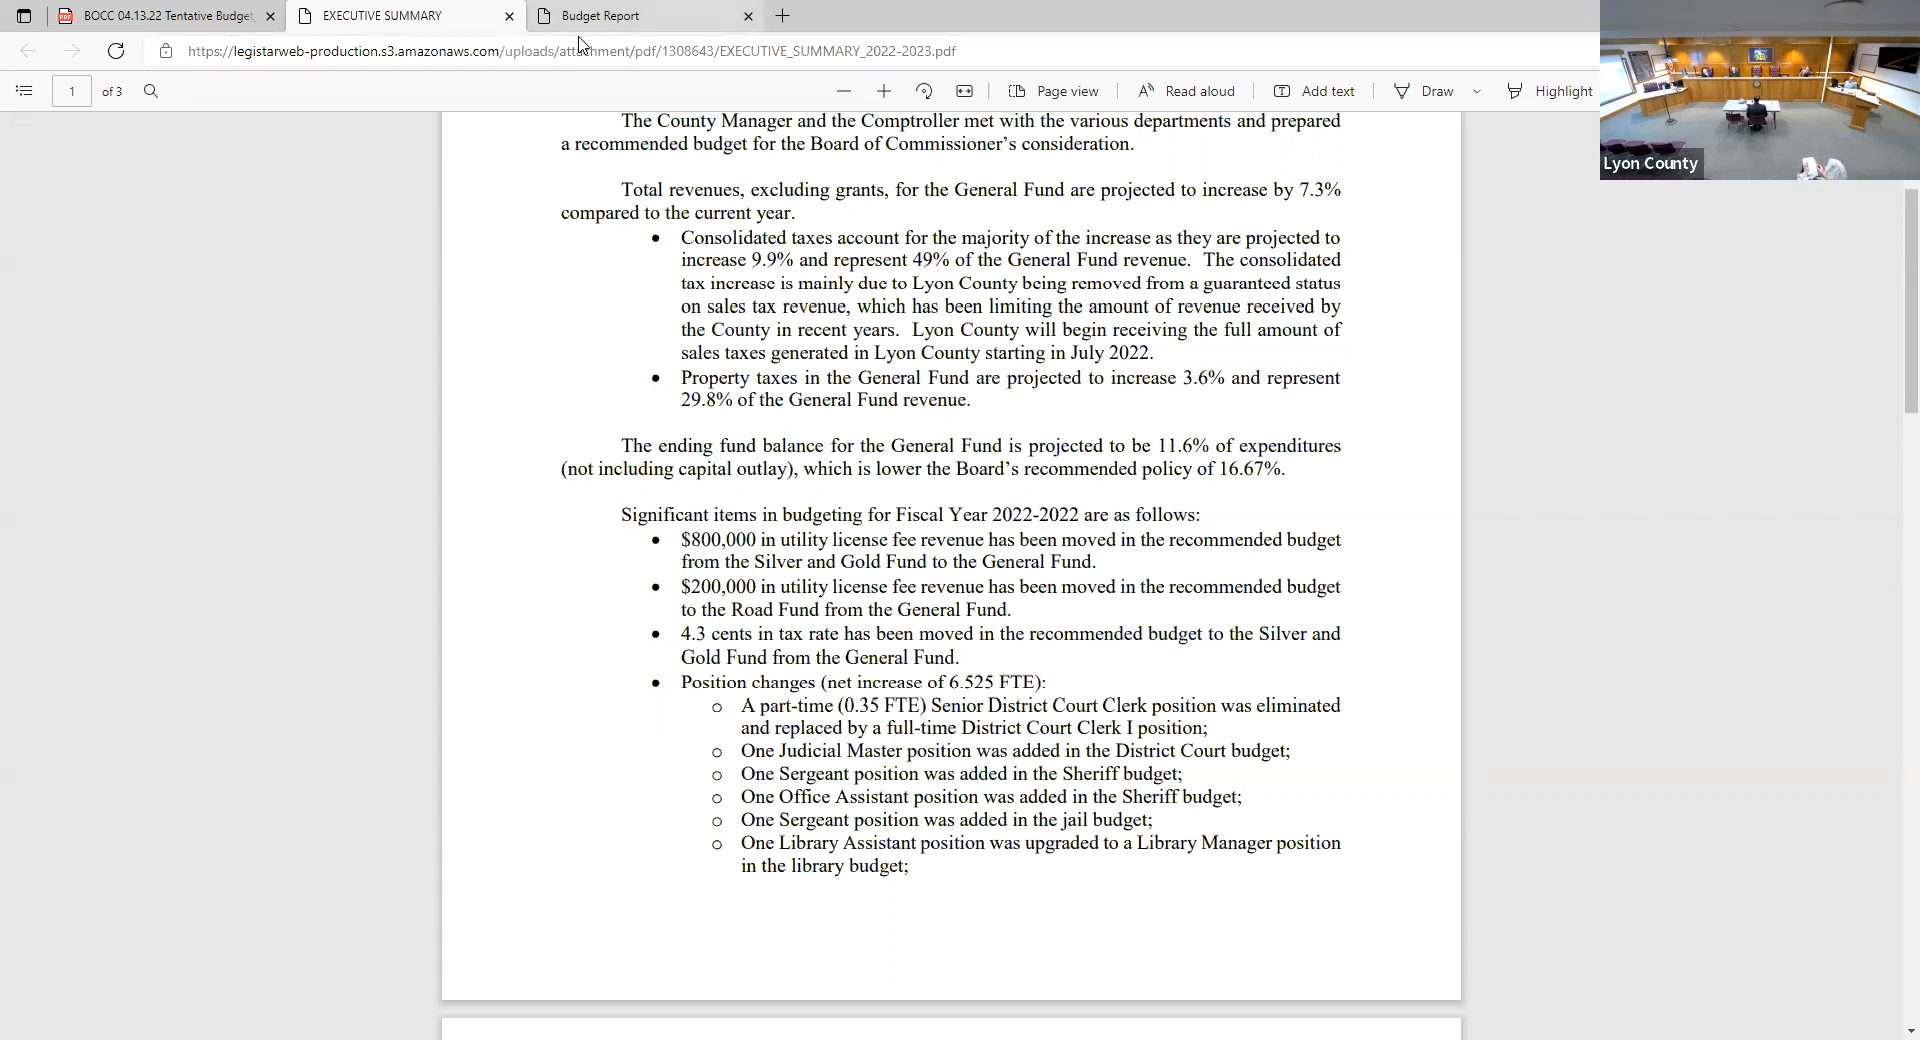 BOCC 04.13.22 Tentative Budget
EXECUTIVE SUMMARY
Budget Report
https://legistarweb-production.s3.amazonaws.com/uploads/attachment/pdf/1308643/EXECUTIVE_SUMMARY_2022-2023.pdf
1 of 3
Page view
Read aloud
Add text
Draw
Highlight
Lyon County
The County Manager and the Comptroller met with the various departments and prepared
a recommended budget for the Board of Commissioner's consideration.
Total revenues, excluding grants, for the General Fund are projected to increase by 7.3%
compared to the current year.
• Consolidated taxes account for the majority of the increase as they are projected to
increase 9.9% and represent 49% of the General Fund revenue. The consolidated
tax increase is mainly due to Lyon County being removed from a guaranteed status
on sales tax revenue, which has been limiting the amount of revenue received by
the County in recent years. Lyon County will begin receiving the full amount of
sales taxes generated in Lyon County starting in July 2022.
• Property taxes in the General Fund are projected to increase 3.6% and represent
29.8% of the General Fund revenue.
The ending fund balance for the General Fund is projected to be 11.6% of expenditures
(not including capital outlay), which is lower the Board's recommended policy of 16.67%.
Significant items in budgeting for Fiscal Year 2022-2022 are as follows:
• $800,000 in utility license fee revenue has been moved in the recommended budget
from the Silver and Gold Fund to the General Fund.
• $200,000 in utility license fee revenue has been moved in the recommended budget
to the Road Fund from the General Fund.
• 4.3 cents in tax rate has been moved in the recommended budget to the Silver and
Gold Fund from the General Fund.
• Position changes (net increase of 6.525 FTE):
o A part-time (0.35 FTE) Senior District Court Clerk position was eliminated
and replaced by a full-time District Court Clerk I position;
o One Judicial Master position was added in the District Court budget;
o One Sergeant position was added in the Sheriff budget;
o One Office Assistant position was added in the Sheriff budget;
o One Sergeant position was added in the jail budget;
o One Library Assistant position was upgraded to a Library Manager position
in the library budget;